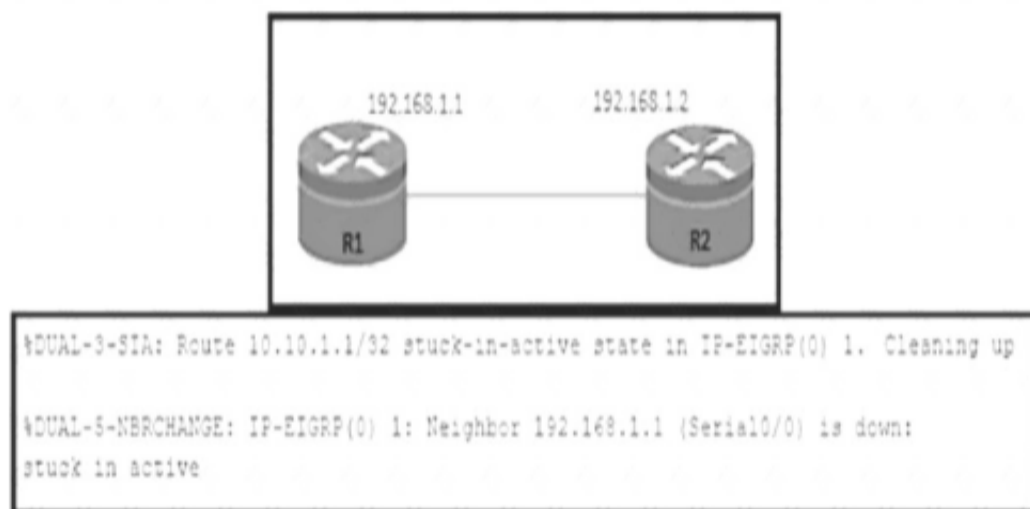 192.168.1.1
192.168.1.2
R1
R2
%DUAL-3-SIA: Route 10.10.1.1/32 stuck-in-active state in IP-EIGRP(0) 1. Cleaning up
%DUAL-5-NBRCHANGE: IP-EIGRP(0) 1: Neighbor 192.168.1.1 (Serial0/0) is down:
stuck in active